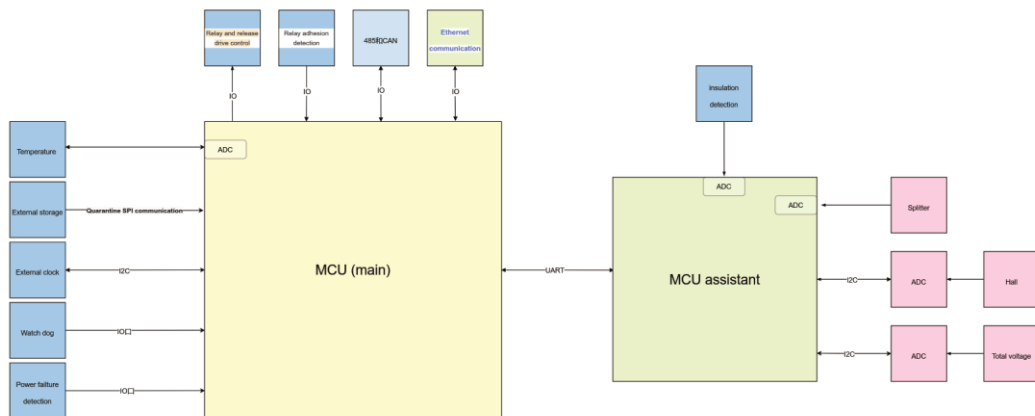 Relay and release
drive control
Relay adhesion
detection
485和CAN
Ethernet
communication
IO
IO
IO
IO
insulation
detection
Temperature
ADC
External storage
Quarantine SPI communication
External clock
I2C
Watch dog
IO口
Power failture
detection
IO口
MCU (main)
UART
ADC
ADC
MCU assistant
Splitter
I2C
ADC
Hall
I2C
ADC
Total voltage